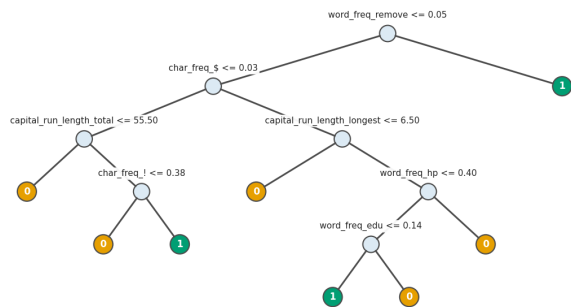 word_freq_remove <= 0.05
char_freq_$ <= 0.03
1
capital_run_length_total <= 55.50
capital_run_length_longest <= 6.50
0
char_freq_! <= 0.38
0
word_freq_hp <= 0.40
0
1
word_freq_edu <= 0.14
0
1
0